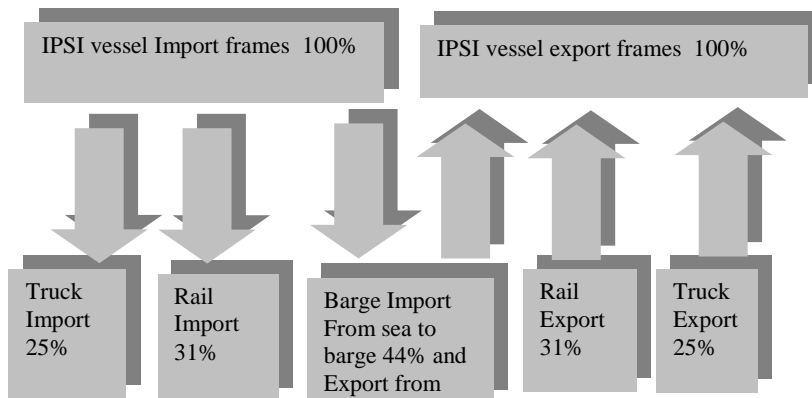 IPSI vessel Import frames  100%
IPSI vessel export frames  100%
Truck
Import
25%
Rail
Import
31%
Barge Import
From sea to
barge 44% and
Export from
Rail
Export
31%
Truck
Export
25%